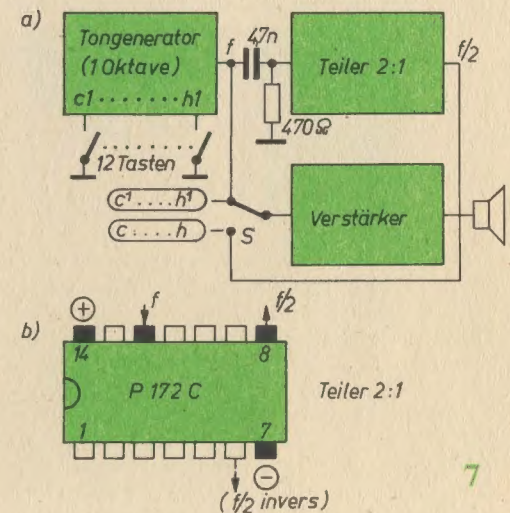 a)
Tongenerator
(1 Oktave)
c1 ........ h1
f
47n
470Ω
Teiler 2:1
f/2
12 Tasten
c¹ .... h¹
c .... h
S
Verstärker
b)
+
f
f/2
14
8
P 172 C
Teiler 2:1
1
7
−
(f/2 invers)
7